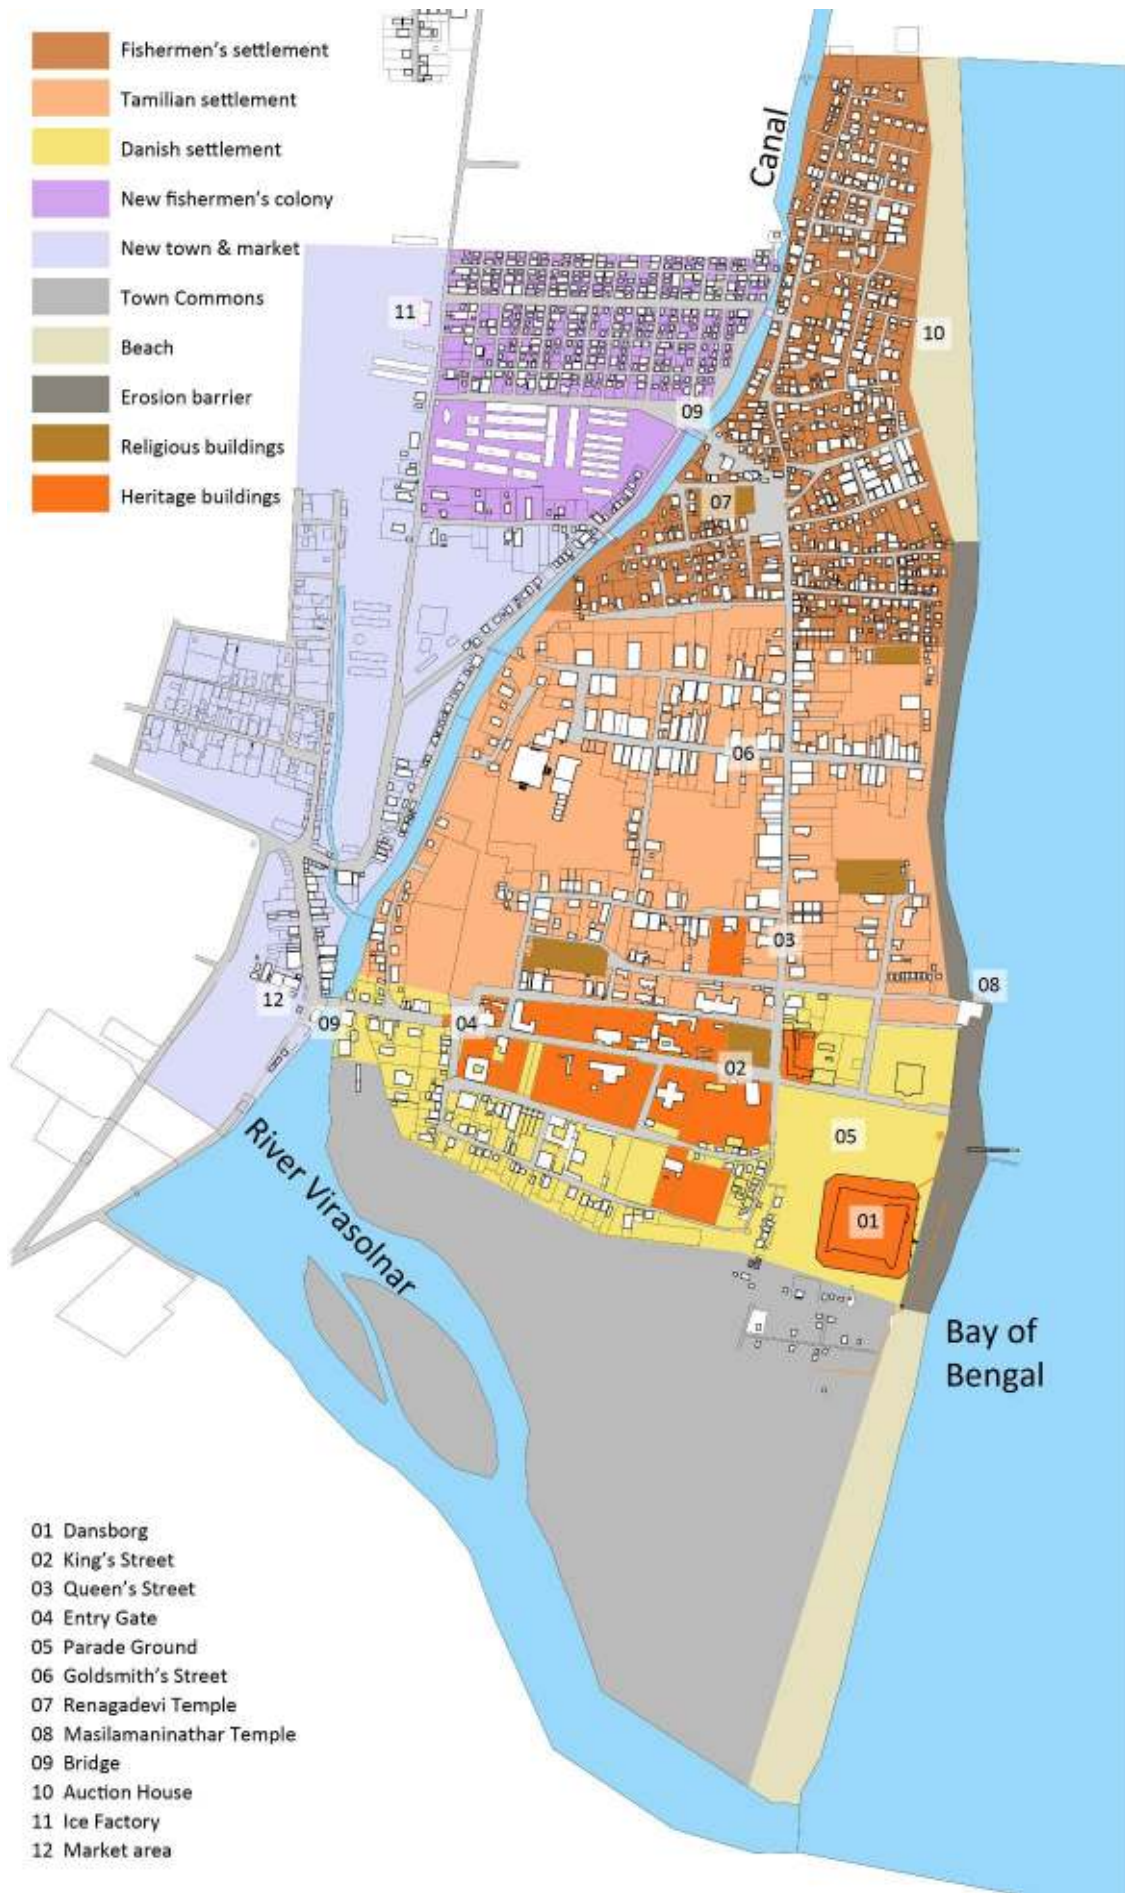 Fishermen's settlement
Tamilian settlement
Danish settlement
New fishermen's colony
New town & market
Town Commons
Beach
Erosion barrier
Religious buildings
Heritage buildings
Canal
11
10
09
07
06
03
08
12
09
04
02
05
01
River Virasolnar
Bay of
Bengal
01 Dansborg
02 King's Street
03 Queen's Street
04 Entry Gate
05 Parade Ground
06 Goldsmith's Street
07 Renagadevi Temple
08 Masilamaninathar Temple
09 Bridge
10 Auction House
11 Ice Factory
12 Market area